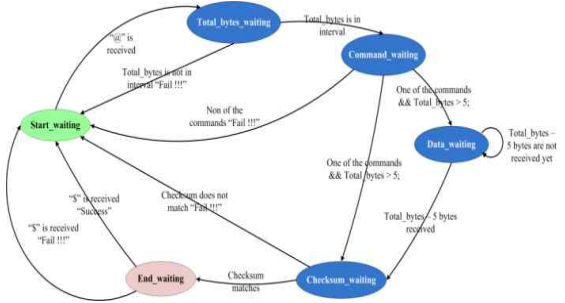 Total_bytes_waiting
Total_bytes is in
interval
"@" is
received
Command_waiting
Total_bytes is not in
interval "Fail !!!"
One of the commands
&& Total_bytes > 5;
Non of the
commands "Fail !!!"
Start_waiting
Data_waiting
Total_bytes –
5 bytes are not
received yet
One of the commands
&& Total_bytes > 5;
Checksum does not
match "Fail !!!"
"$" is received
"Success"
Total_bytes – 5 bytes
received
"$" is received
"Fail !!!"
End_waiting
Checksum
matches
Checksum_waiting